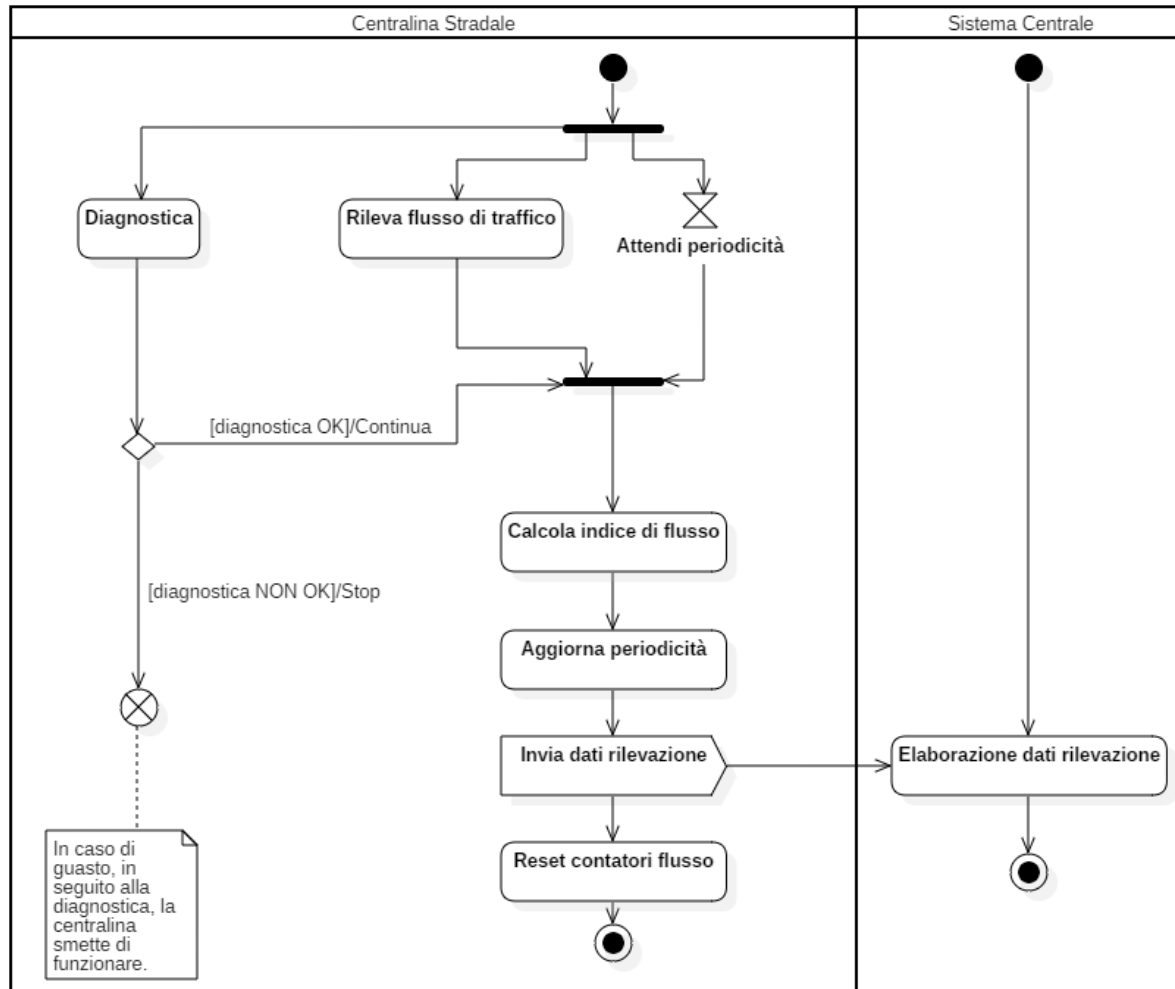 Centralina Stradale
Sistema Centrale
Diagnostica
Rileva flusso di traffico
Attendi periodicità
[diagnostica OK]/Continua
Calcola indice di flusso
[diagnostica NON OK]/Stop
Aggiorna periodicità
Invia dati rilevazione
Elaborazione dati rilevazione
Reset contatori flusso
In caso di
guasto, in
seguito alla
diagnostica, la
centralina
smette di
funzionare.